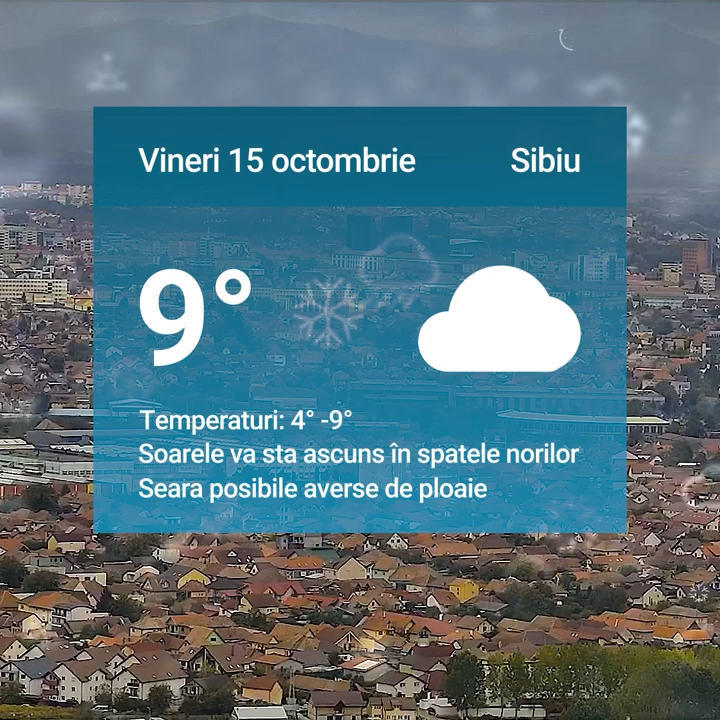 Vineri 15 octombrie Sibiu
9°
Temperaturi: 4° -9°
Soarele va sta ascuns în spatele norilor
Seara posibile averse de ploaie